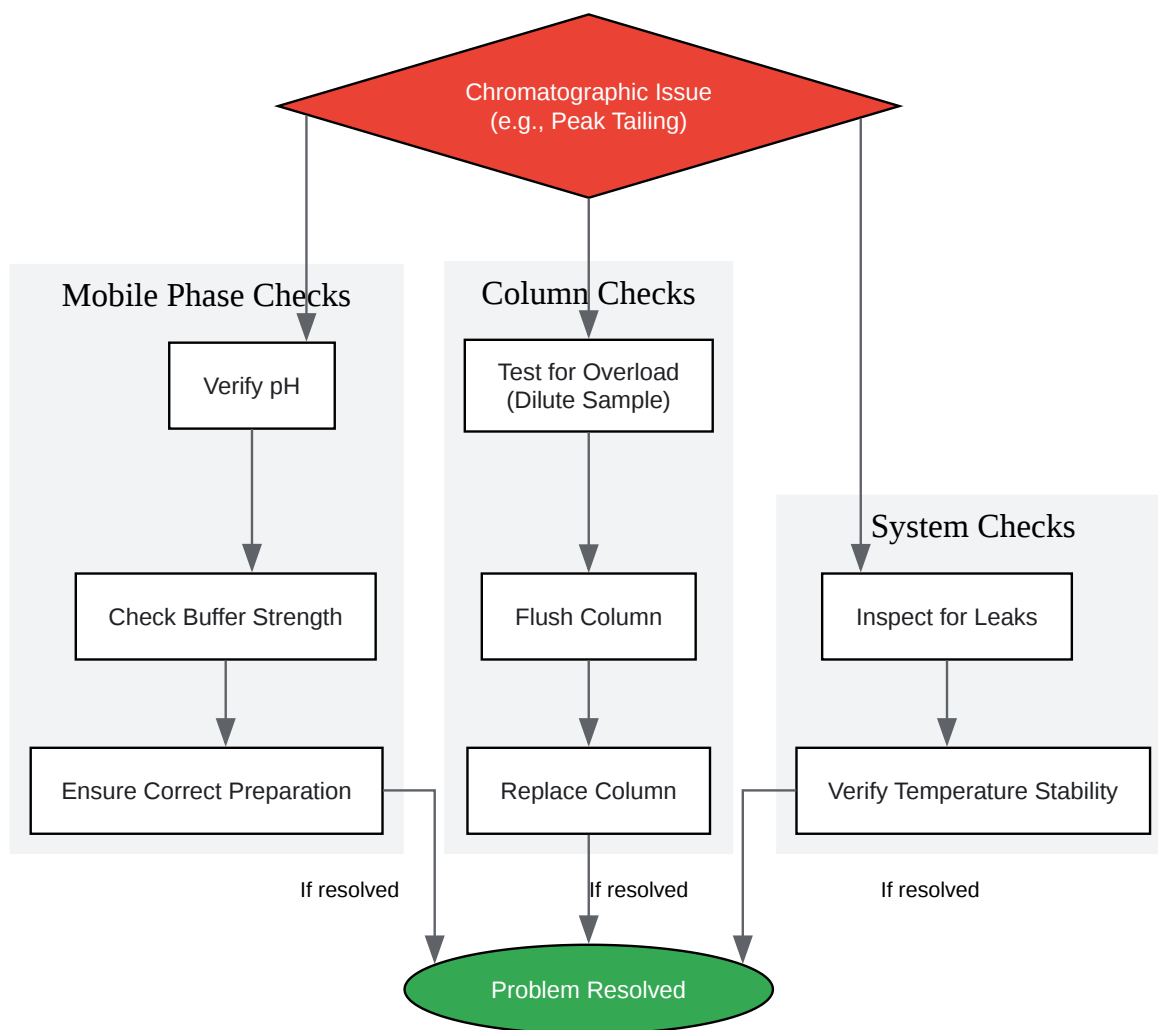 Chromatographic Issue
(e.g., Peak Tailing)
Mobile Phase Checks
Verify pH
Check Buffer Strength
Ensure Correct Preparation
Column Checks
Test for Overload
(Dilute Sample)
Flush Column
Replace Column
System Checks
Inspect for Leaks
Verify Temperature Stability
If resolved
If resolved
If resolved
Problem Resolved